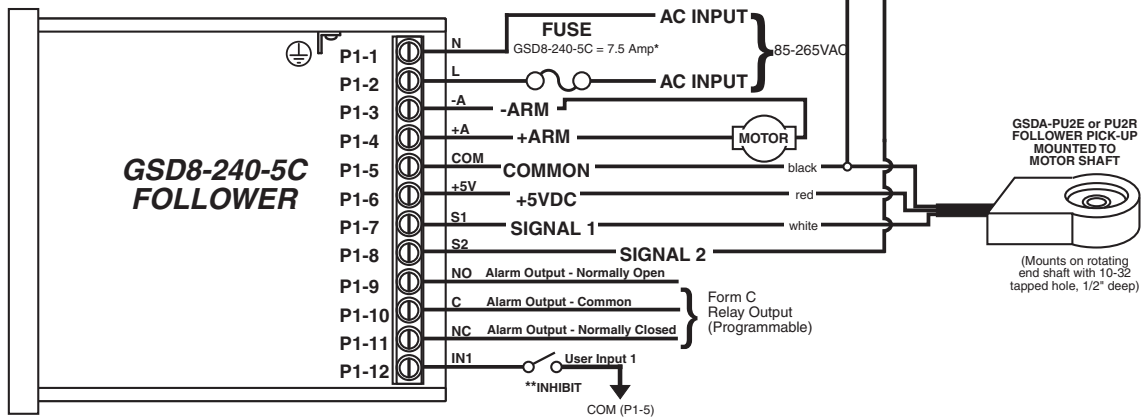 AC INPUT
FUSE
GSD8-240-5C = 7.5 Amp*
85-265VAC
AC INPUT
P1-1 N
P1-2 L
P1-3 -A -ARM
P1-4 +A +ARM MOTOR
P1-5 COM COMMON black
P1-6 +5V +5VDC red
P1-7 S1 SIGNAL 1 white
P1-8 S2 SIGNAL 2
P1-9 NO Alarm Output - Normally Open
P1-10 C Alarm Output - Common
P1-11 NC Alarm Output - Normally Closed
P1-12 IN1 User Input 1
**INHIBIT
COM (P1-5)
GSD8-240-5C
FOLLOWER
Form C
Relay Output
(Programmable)
GSDA-PU2E or PU2R
FOLLOWER PICK-UP
MOUNTED TO
MOTOR SHAFT
(Mounts on rotating
end shaft with 10-32
tapped hole, 1/2" deep)